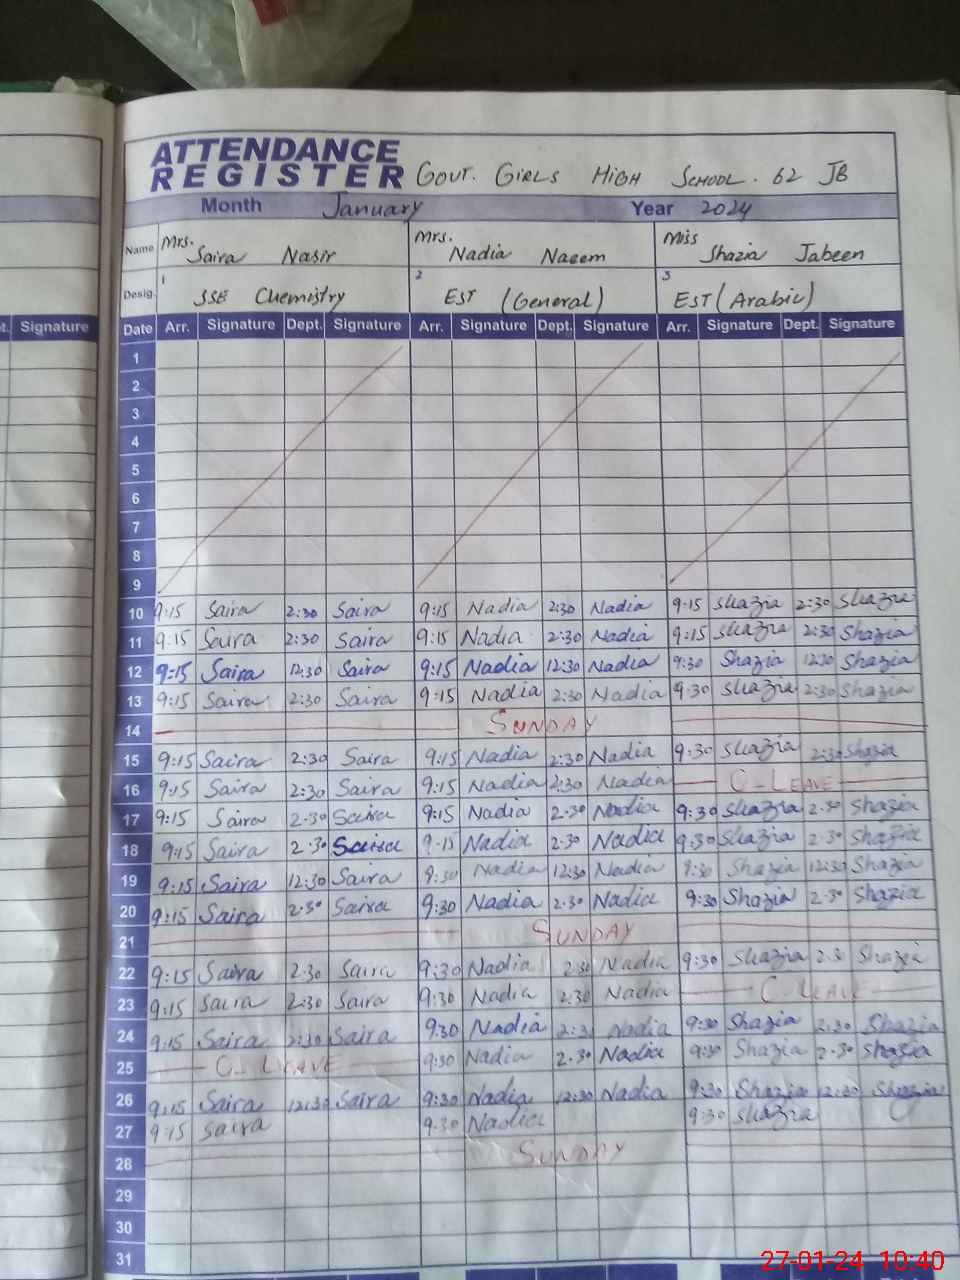 ATTENDANCE
REGISTER GOVT. GIRLS HIGH SCHOOL. 62 JB
Month January Year 2024
Name Mrs. Saira Nasir Mrs. Nadia Naeem Miss Shazia Jabeen
Desig. 1 SSE Chemistry 2 EST (General) 3 EST (Arabic)
t. Signature Date Arr. Signature Dept. Signature Arr. Signature Dept. Signature Arr. Signature Dept. Signature
1
2
3
4
5
6
7
8
9
10 9:15 Saira 2:30 Saira 9:15 Nadia 2:30 Nadia 9:15 Shazia 2:30 Shazia
11 9:15 Saira 2:30 Saira 9:15 Nadia 2:30 Nadia 9:15 Shazia 2:30 Shazia
12 9:15 Saira 12:30 Saira 9:15 Nadia 12:30 Nadia 9:30 Shazia 12:30 Shazia
13 9:15 Saira 2:30 Saira 9:15 Nadia 2:30 Nadia 9:30 Shazia 2:30 Shazia
14 SUNDAY
15 9:15 Saira 2:30 Saira 9:15 Nadia 2:30 Nadia 9:30 Shazia 2:30 Shazia
16 9:15 Saira 2:30 Saira 9:15 Nadia 2:30 Nadia C-LEAVE
17 9:15 Saira 2:30 Saira 9:15 Nadia 2:30 Nadia 9:30 Shazia 2:30 Shazia
18 9:15 Saira 2:30 Saira 9:15 Nadia 2:30 Nadia 9:30 Shazia 2:30 Shazia
19 9:15 Saira 12:30 Saira 9:30 Nadia 12:30 Nadia 9:30 Shazia 12:30 Shazia
20 9:15 Saira 2:30 Saira 9:30 Nadia 2:30 Nadia 9:30 Shazia 2:30 Shazia
21 SUNDAY
22 9:15 Saira 2:30 Saira 9:30 Nadia 2:30 Nadia 9:30 Shazia 2:30 Shazia
23 9:15 Saira 2:30 Saira 9:30 Nadia 2:30 Nadia C-LEAVE
24 9:15 Saira 2:30 Saira 9:30 Nadia 2:30 Nadia 9:30 Shazia 2:30 Shazia
25 C-LEAVE 9:30 Nadia 2:30 Nadia 9:30 Shazia 2:30 Shazia
26 9:15 Saira 12:30 Saira 9:30 Nadia 12:30 Nadia 9:30 Shazia 12:30 Shazia
27 9:15 Saira 9:30 Nadia 9:30 Shazia
28 SUNDAY
29
30
31
27-01-24 10:40